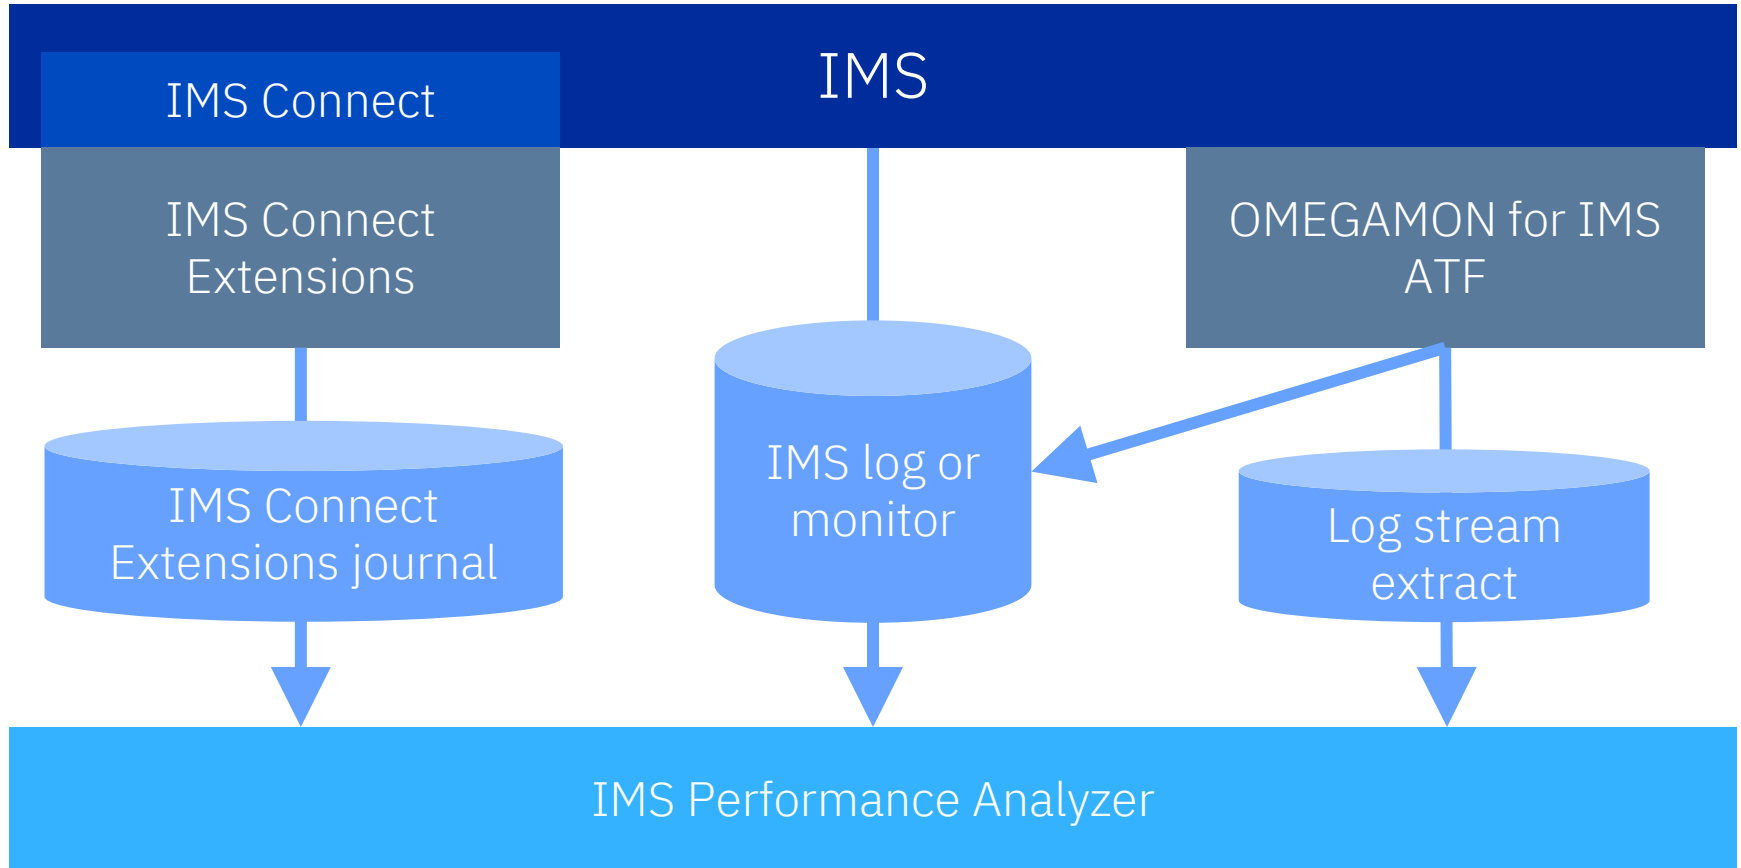 IMS
IMS Connect
IMS Connect
Extensions
OMEGAMON for IMS
ATF
IMS Connect
Extensions journal
IMS log or
monitor
Log stream
extract
IMS Performance Analyzer